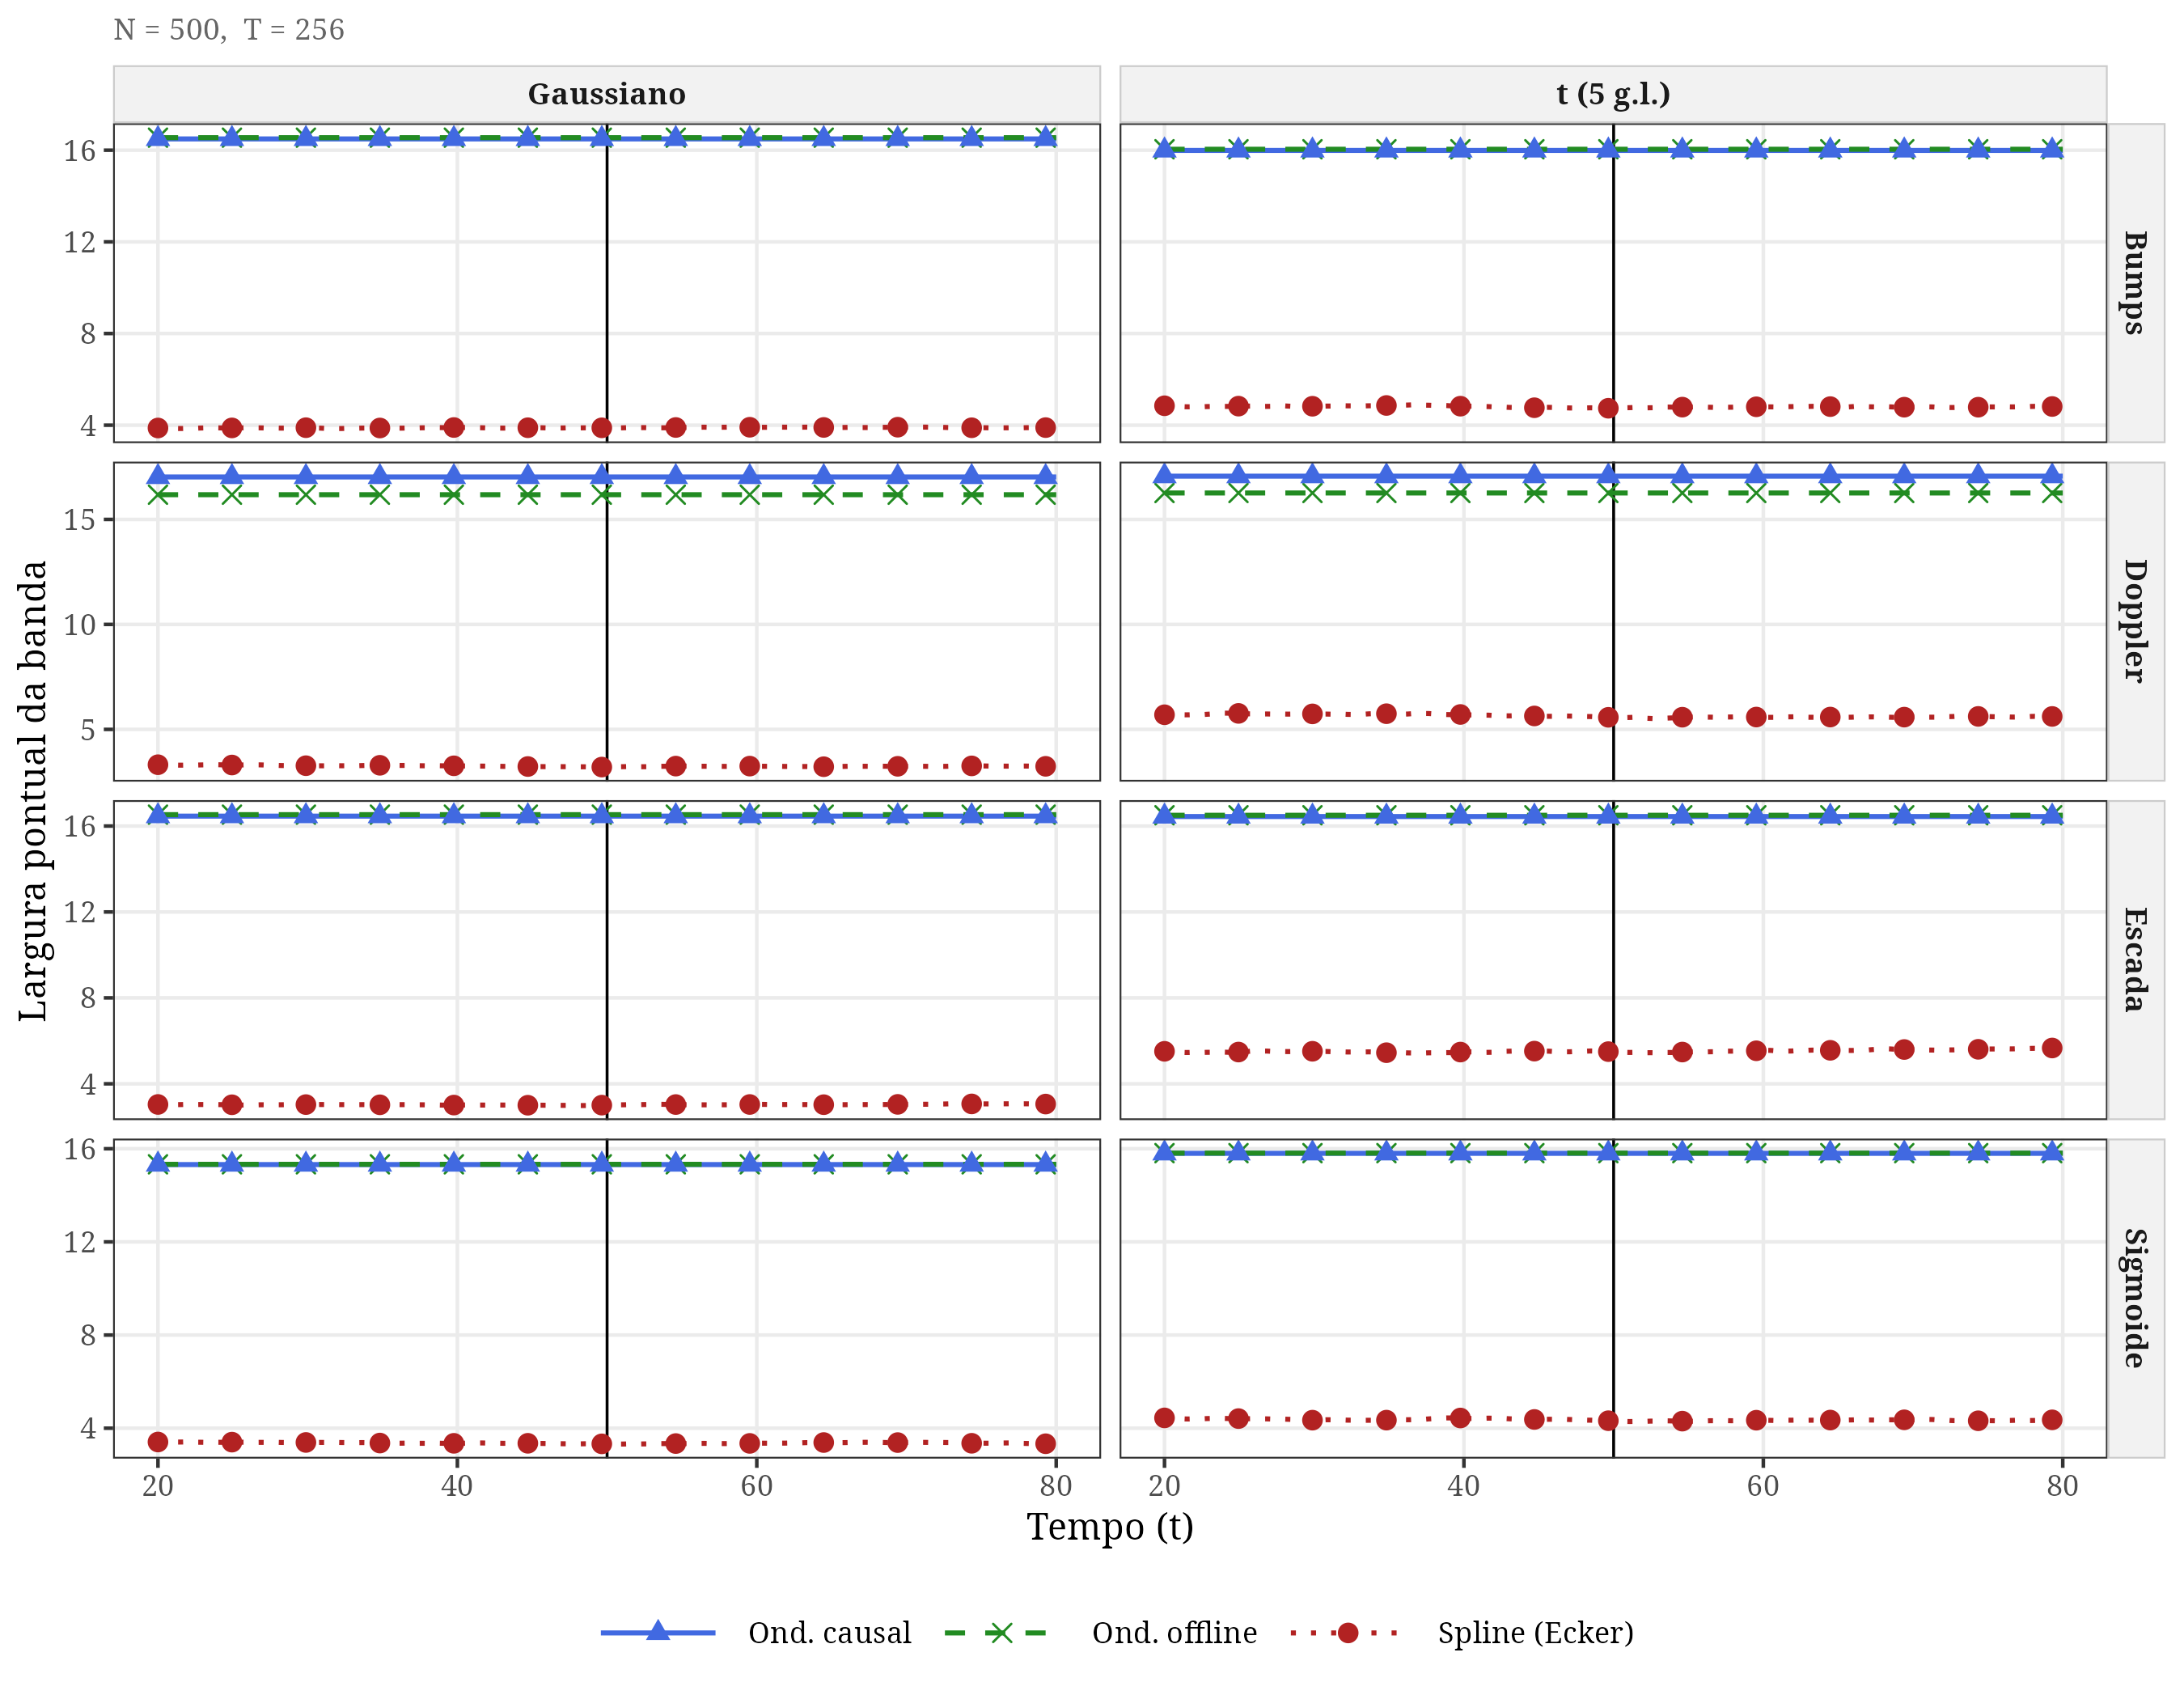 N = 500,  T = 256
Gaussiano
t (5 g.l.)
16
12
8
4
Bumps
15
10
5
Doppler
16
12
8
4
Escada
16
12
8
4
Sigmoide
20 40 60 80
20 40 60 80
Largura pontual da banda
Tempo (t)
Ond. causal
Ond. offline
Spline (Ecker)